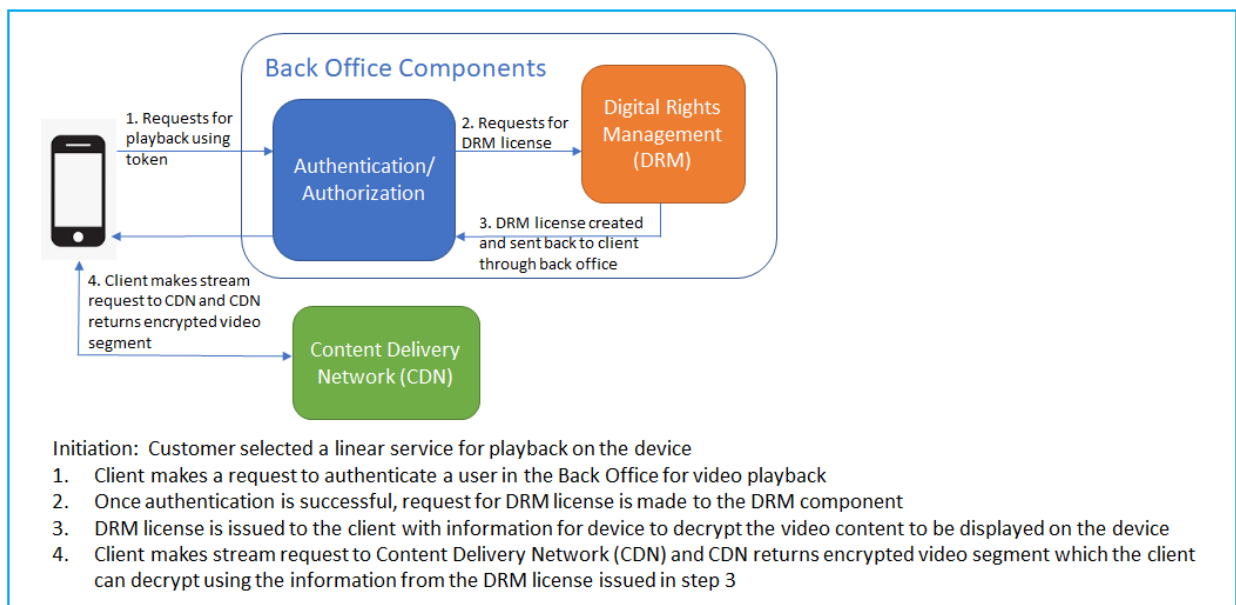 Back Office Components
1. Requests for
playback using
token
Authentication/
Authorization
2. Requests for
DRM license
Digital Rights
Management
(DRM)
3. DRM license created
and sent back to client
through back office
4. Client makes stream
request to CDN and CDN
returns encrypted video
segment
Content Delivery
Network (CDN)
Initiation: Customer selected a linear service for playback on the device
1. Client makes a request to authenticate a user in the Back Office for video playback
2. Once authentication is successful, request for DRM license is made to the DRM component
3. DRM license is issued to the client with information for device to decrypt the video content to be displayed on the device
4. Client makes stream request to Content Delivery Network (CDN) and CDN returns encrypted video segment which the client
can decrypt using the information from the DRM license issued in step 3